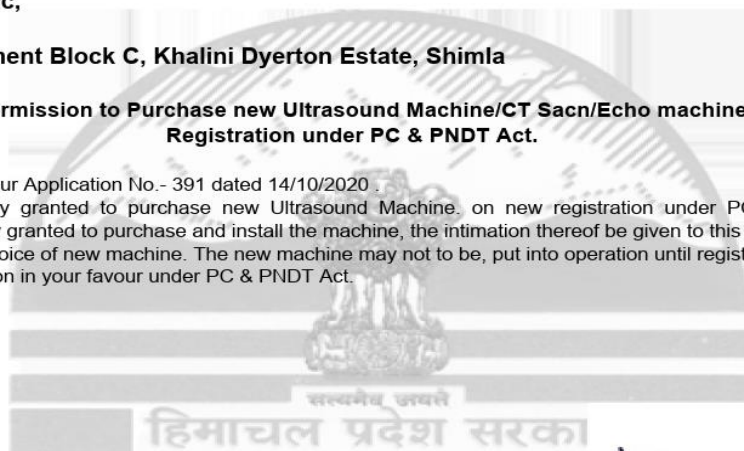 c,
ment Block C, Khalini Dyerton Estate, Shimla
rmission to Purchase new Ultrasound Machine/CT Sacn/Echo machine
Registration under PC & PNDT Act.
ur Application No.- 391 dated 14/10/2020 .
y granted to purchase new Ultrasound Machine. on new registration under PC
granted to purchase and install the machine, the intimation thereof be given to this
oice of new machine. The new machine may not to be, put into operation until regist
on in your favour under PC & PNDT Act.
सत्यमेव जयते
हिमाचल प्रदेश सरका